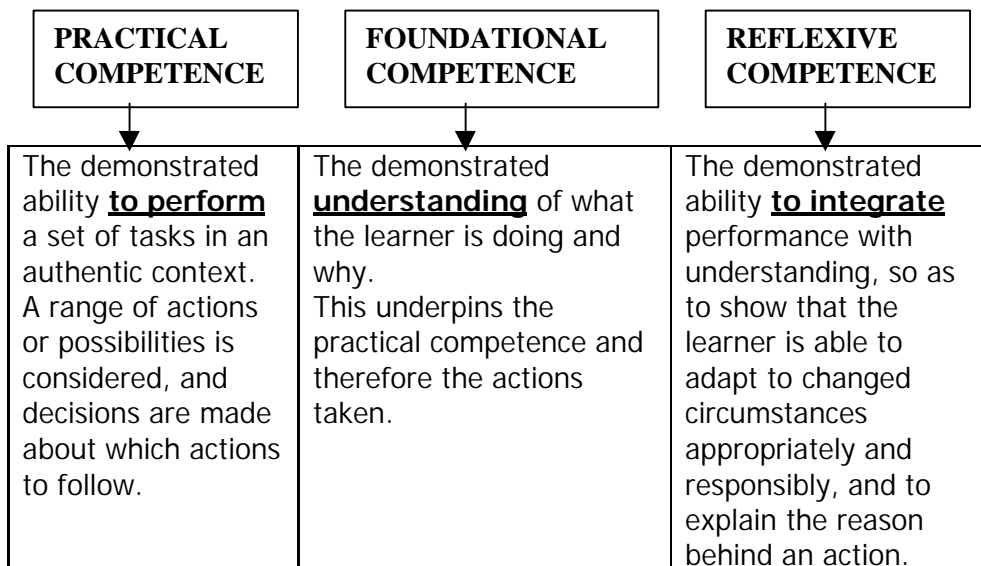 PRACTICAL
COMPETENCE
FOUNDATIONAL
COMPETENCE
REFLEXIVE
COMPETENCE
The demonstrated
ability to perform
a set of tasks in an
authentic context.
A range of actions
or possibilities is
considered, and
decisions are made
about which actions
to follow.
The demonstrated
understanding of what
the learner is doing and
why.
This underpins the
practical competence and
therefore the actions
taken.
The demonstrated
ability to integrate
performance with
understanding, so as
to show that the
learner is able to
adapt to changed
circumstances
appropriately and
responsibly, and to
explain the reason
behind an action.